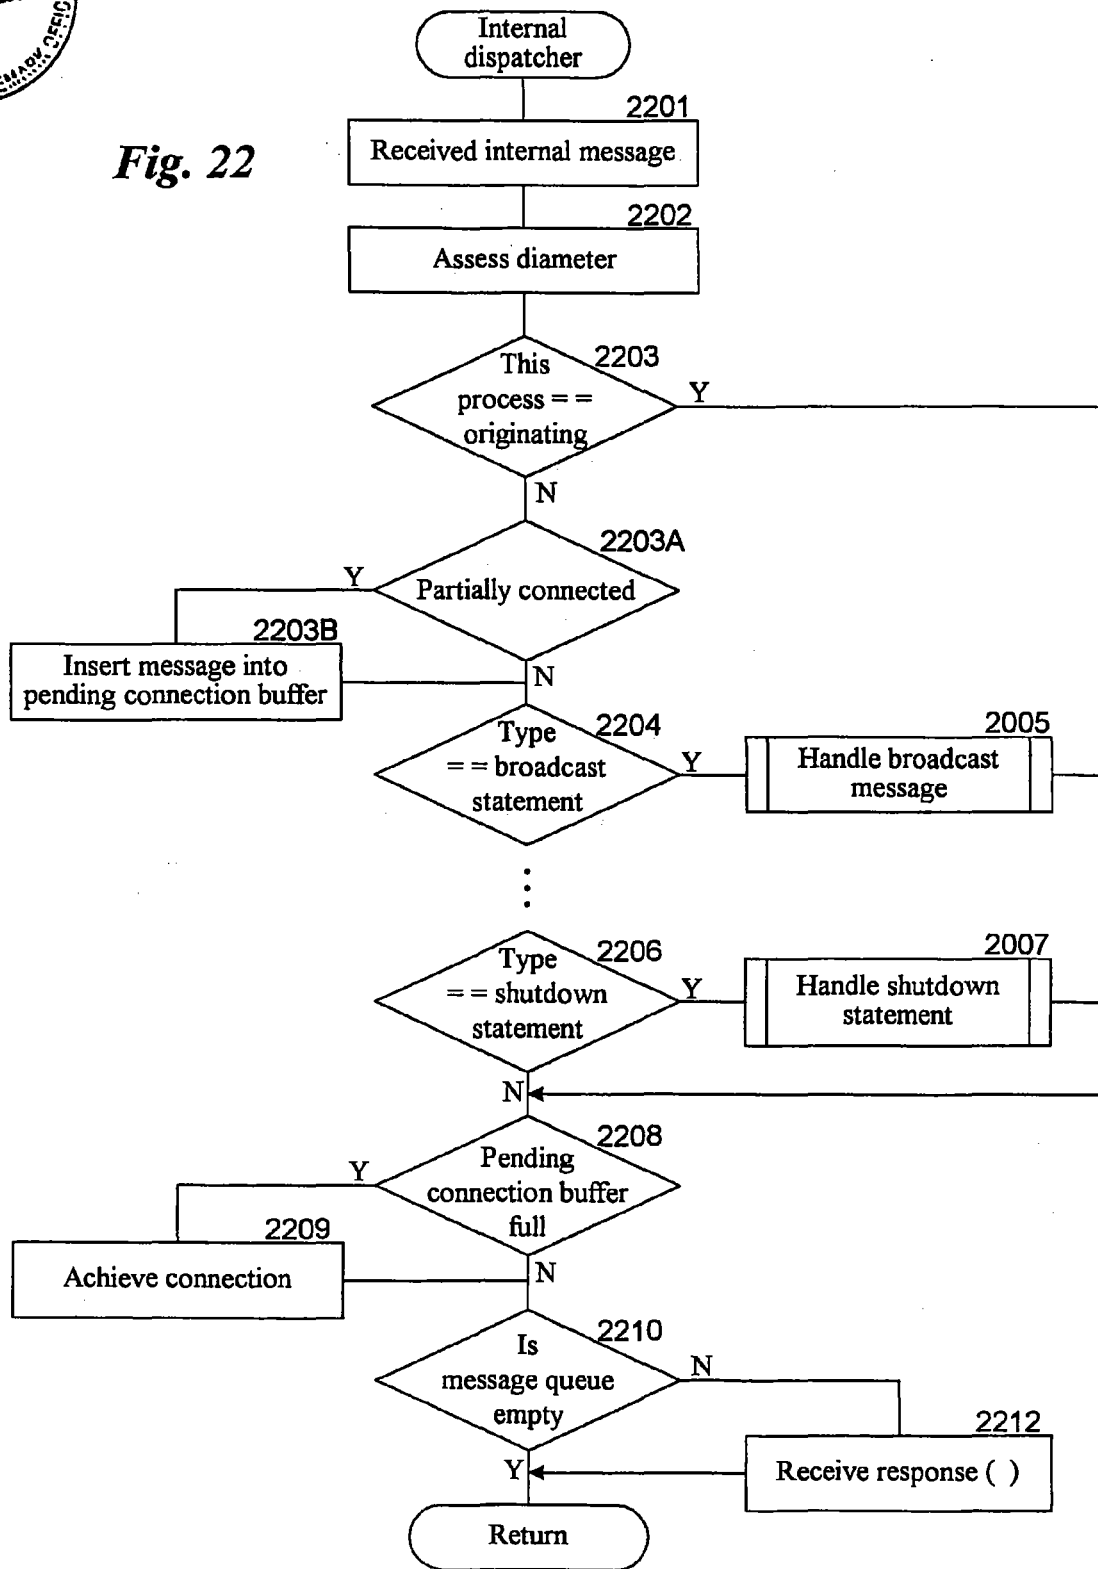 Internal
dispatcher
Fig. 22
2201
Received internal message
2202
Assess diameter
2203
This
process = =
originating
Y
N
2203A
Partially connected
Y
N
2203B
Insert message into
pending connection buffer
2204
Type
= = broadcast
statement
Y
2005
Handle broadcast
message
2206
Type
= = shutdown
statement
Y
N
2007
Handle shutdown
statement
2208
Pending
connection buffer
full
Y
N
2209
Achieve connection
2210
Is
message queue
empty
N
Y
2212
Receive response ( )
Return